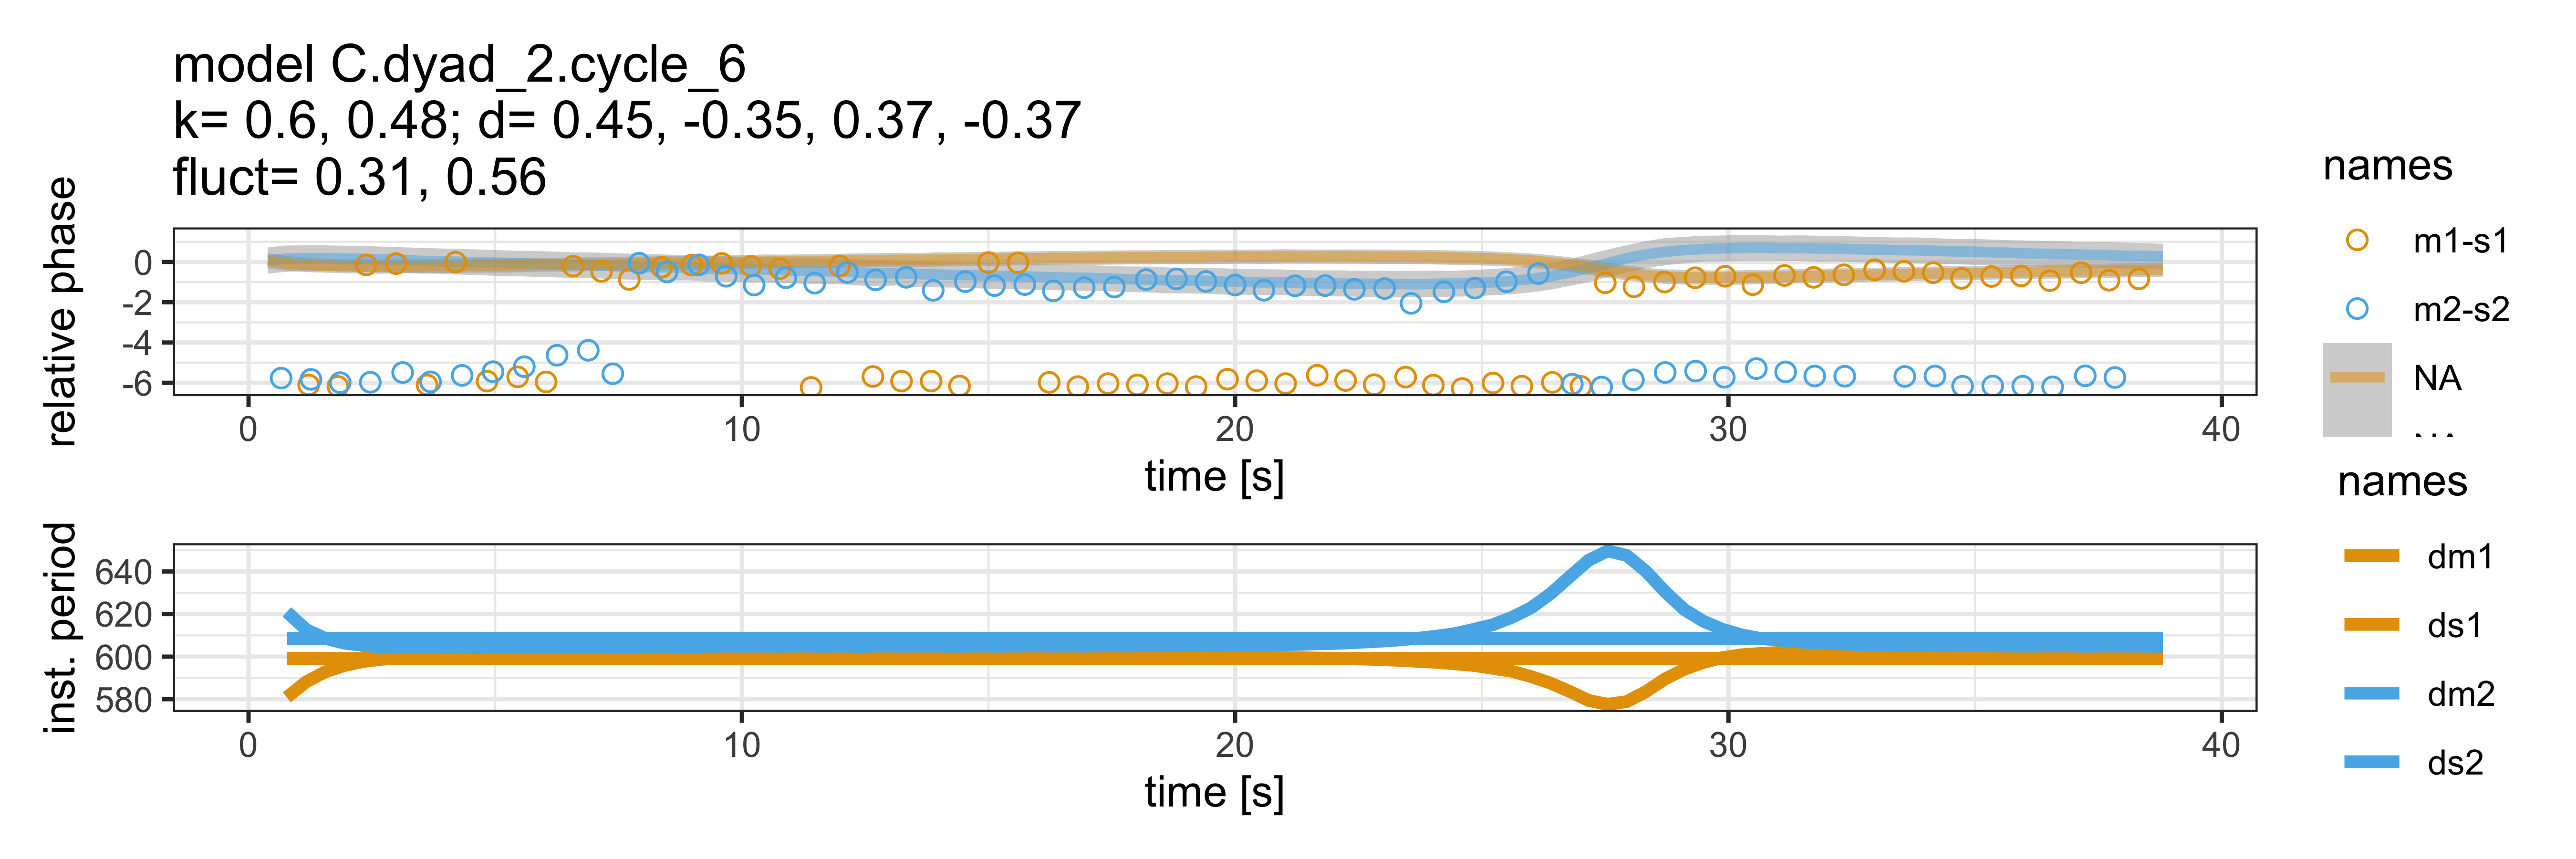 model C.dyad_2.cycle_6
k= 0.6, 0.48; d= 0.45, -0.35, 0.37, -0.37
fluct= 0.31, 0.56
relative phase
0
-2
-4
-6
0 10 20 30 40
time [s]
names
m1-s1
m2-s2
NA
inst. period
640
620
600
580
0 10 20 30 40
time [s]
names
dm1
ds1
dm2
ds2